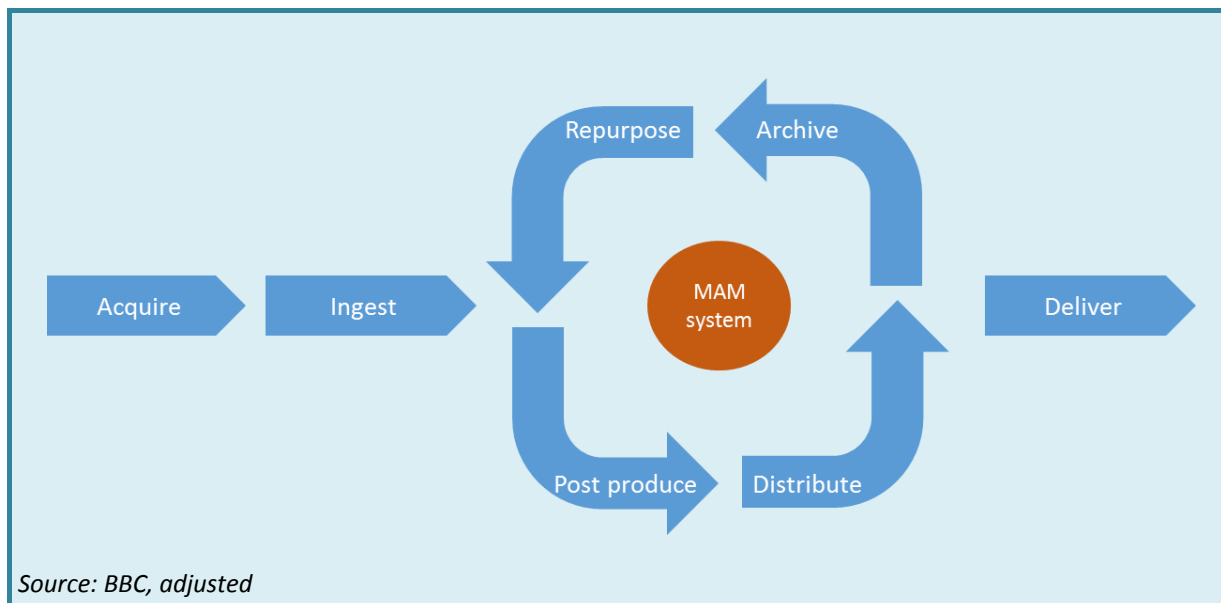 Repurpose
Archive
Acquire
Ingest
MAM
system
Deliver
Post produce
Distribute
Source: BBC, adjusted